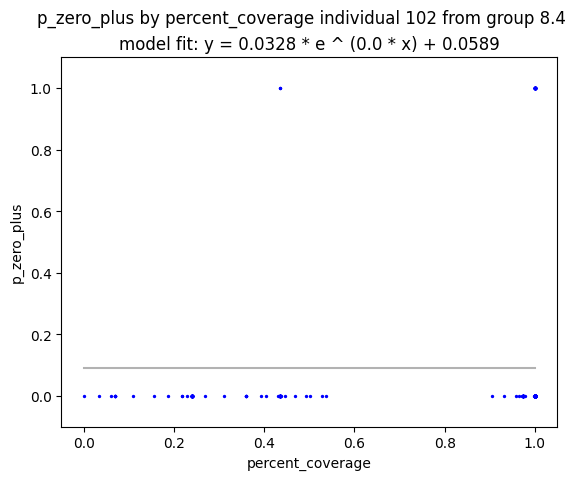 p_zero_plus by percent_coverage individual 102 from group 8.4
model fit: y = 0.0328 * e ^ (0.0 * x) + 0.0589
1.0
0.8
0.6
0.4
0.2
0.0
p_zero_plus
0.0 0.2 0.4 0.6 0.8 1.0
percent_coverage